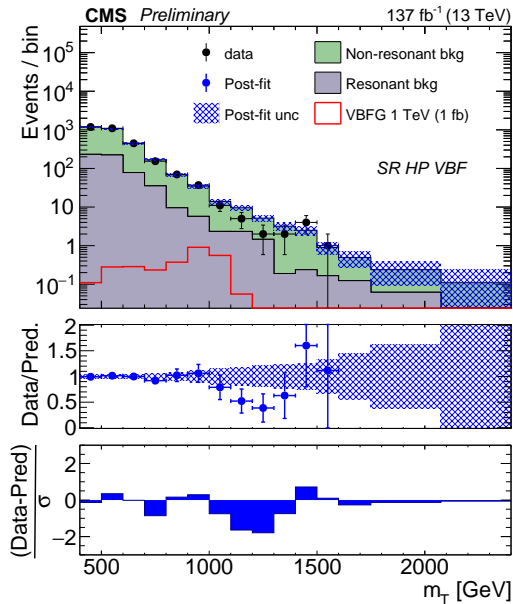 CMS Preliminary 137 fb⁻¹ (13 TeV)
Events / bin
10⁵
10⁴
10³
10²
10
1
10⁻¹
data
Non-resonant bkg
Post-fit
Resonant bkg
Post-fit unc
VBFG 1 TeV (1 fb)
SR HP VBF
Data/Pred.
2
1.5
1
0.5
0
(Data-Pred)
σ
2
0
−2
500 1000 1500 2000
m_T [GeV]